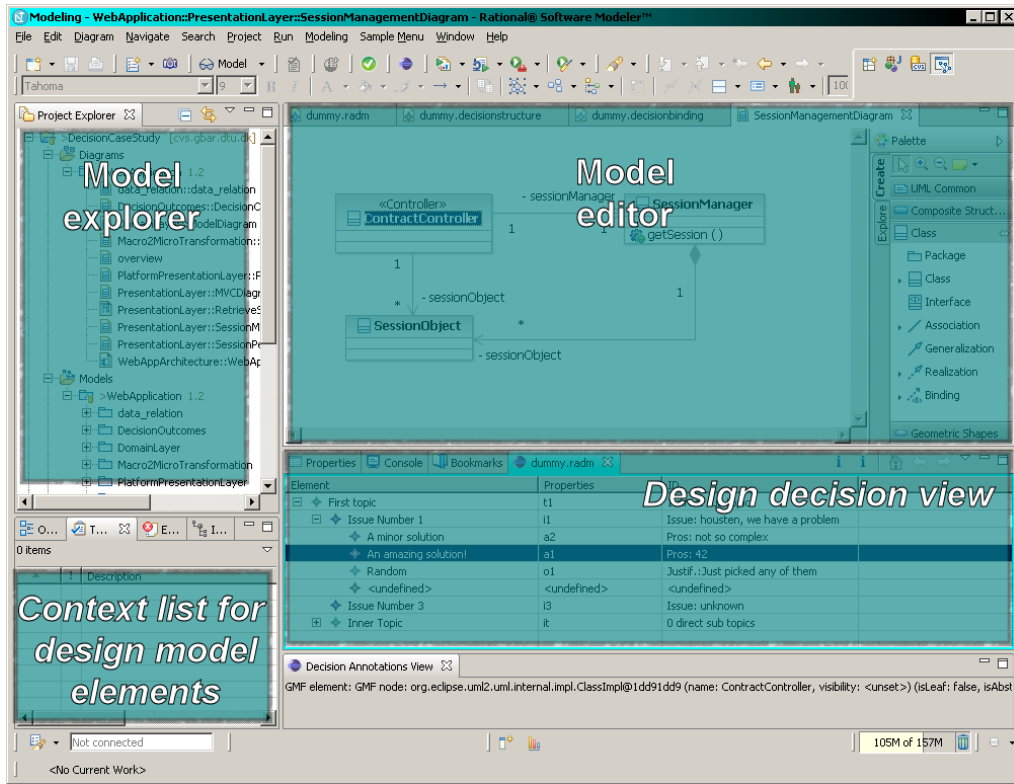 Modeling - WebApplication::PresentationLayer::SessionManagementDiagram - Rational® Software Modeler™
File Edit Diagram Navigate Search Project Run Modeling Sample Menu Window Help
Model
Tahoma 9
Project Explorer
>DecisionCaseStudy [cvs.gbar.dtu.dk]
Diagrams
1.2
data_relation::data_relation
DecisionOutcomes::DecisionC
Macro2MicroTransformation::
overview
PlatformPresentationLayer::F
PresentationLayer::MVCDiagr
PresentationLayer::RetrieveS
PresentationLayer::SessionM
PresentationLayer::SessionPe
WebAppArchitecture::WebAp
Models
>WebApplication 1.2
data_relation
DecisionOutcomes
DomainLayer
Macro2MicroTransformation
PlatformPresentationLayer
Model
explorer
dummy.radm dummy.decisionstructure dummy.decisionbinding SessionManagementDiagram
Model
editor
«Controller»
ContractController
- sessionManager
1
1
SessionManager
getSession ()
1
*
- sessionObject
1
SessionObject
*
- sessionObject
Palette
Create
Explore
UML Common
Composite Struct...
Class
Package
Class
Interface
Association
Generalization
Realization
Binding
Geometric Shapes
O... T... E... I...
0 items
! Description
Context list for
design model
elements
Properties Console Bookmarks dummy.radm
Design decision view
Element Properties ID
First topic t1
Issue Number 1 i1 Issue: housten, we have a problem
A minor solution a2 Pros: not so complex
An amazing solution! a1 Pros: 42
Random o1 Justif.:Just picked any of them
<undefined> <undefined> <undefined>
Issue Number 3 i3 Issue: unknown
Inner Topic it 0 direct sub topics
Decision Annotations View
GMF element: GMF node: org.eclipse.uml2.uml.internal.impl.ClassImpl@1dd91dd9 (name: ContractController, visibility: <unset>) (isLeaf: false, isAbst
Not connected
105M of 157M
<No Current Work>